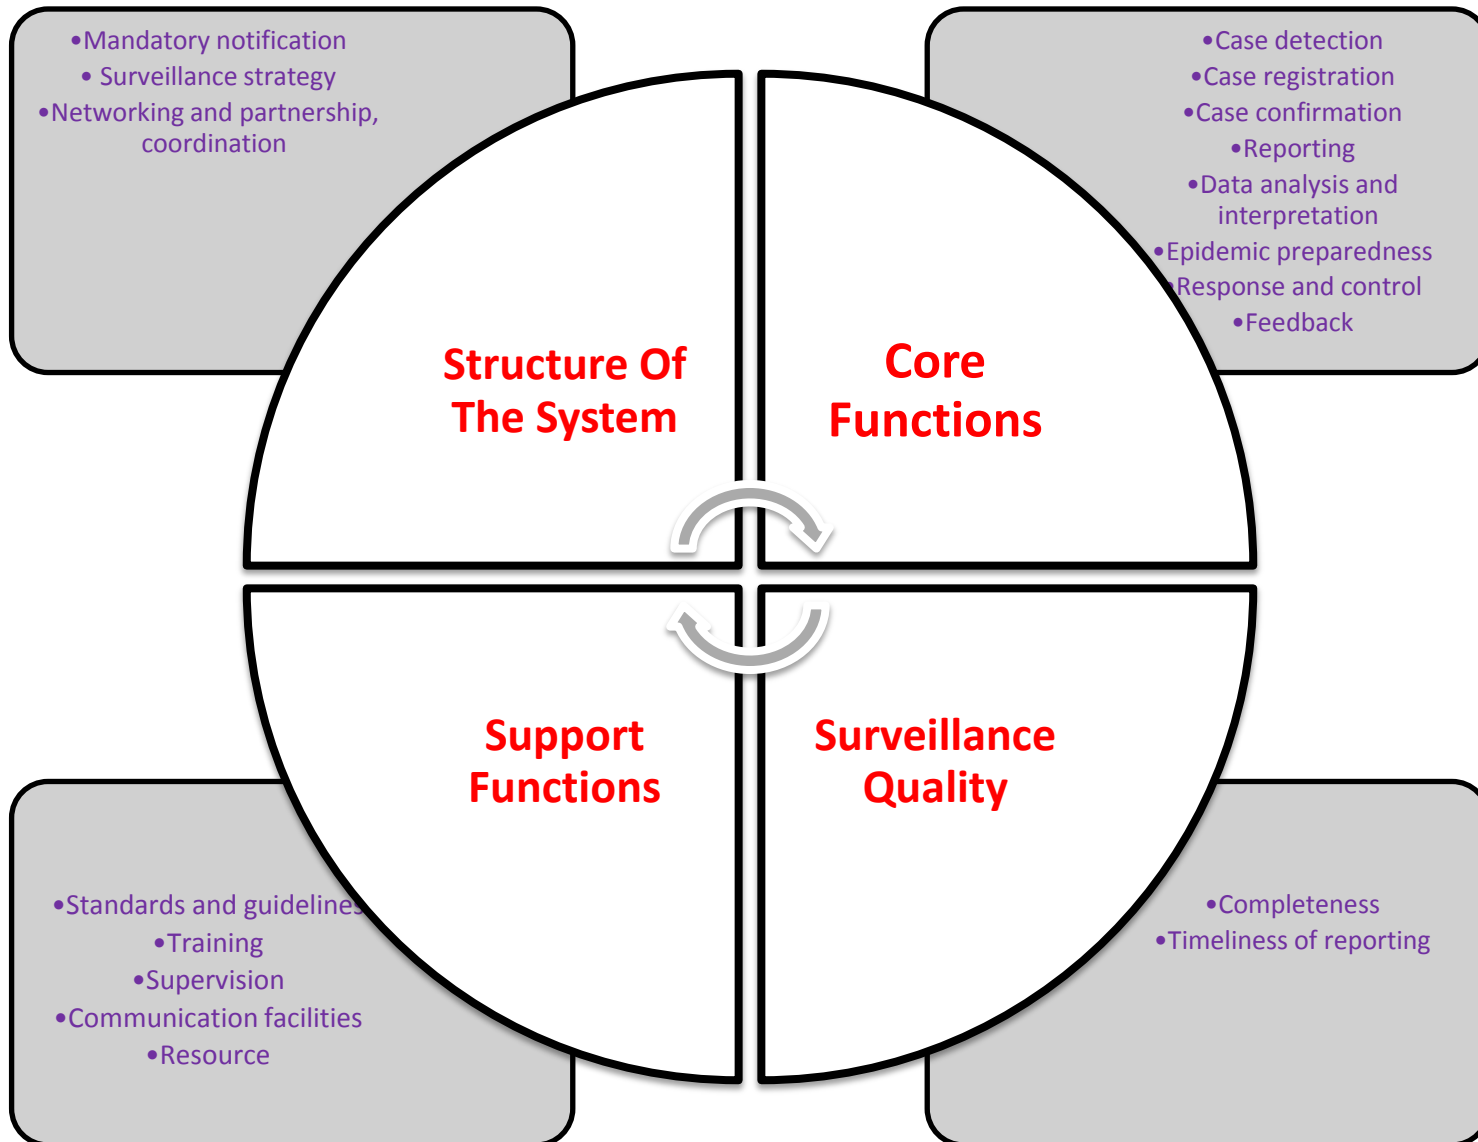 •Mandatory notification
• Surveillance strategy
•Networking and partnership,
coordination
•Case detection
•Case registration
•Case confirmation
•Reporting
•Data analysis and
interpretation
•Epidemic preparedness
•Response and control
•Feedback
Structure Of
The System
Core
Functions
Support
Functions
Surveillance
Quality
•Standards and guidelines
•Training
•Supervision
•Communication facilities
•Resource
•Completeness
•Timeliness of reporting